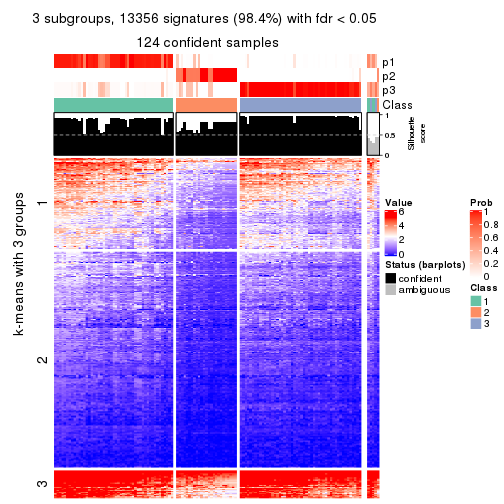 3 subgroups, 13356 signatures (98.4%) with fdr < 0.05
124 confident samples
p1
p2
p3
Class
1
0.5
0
Silhouette
score
k-means with 3 groups
1
2
3
Value
6
4
2
0
Status (barplots)
confident
ambiguous
Prob
1
0.8
0.6
0.4
0.2
0
Class
1
2
3